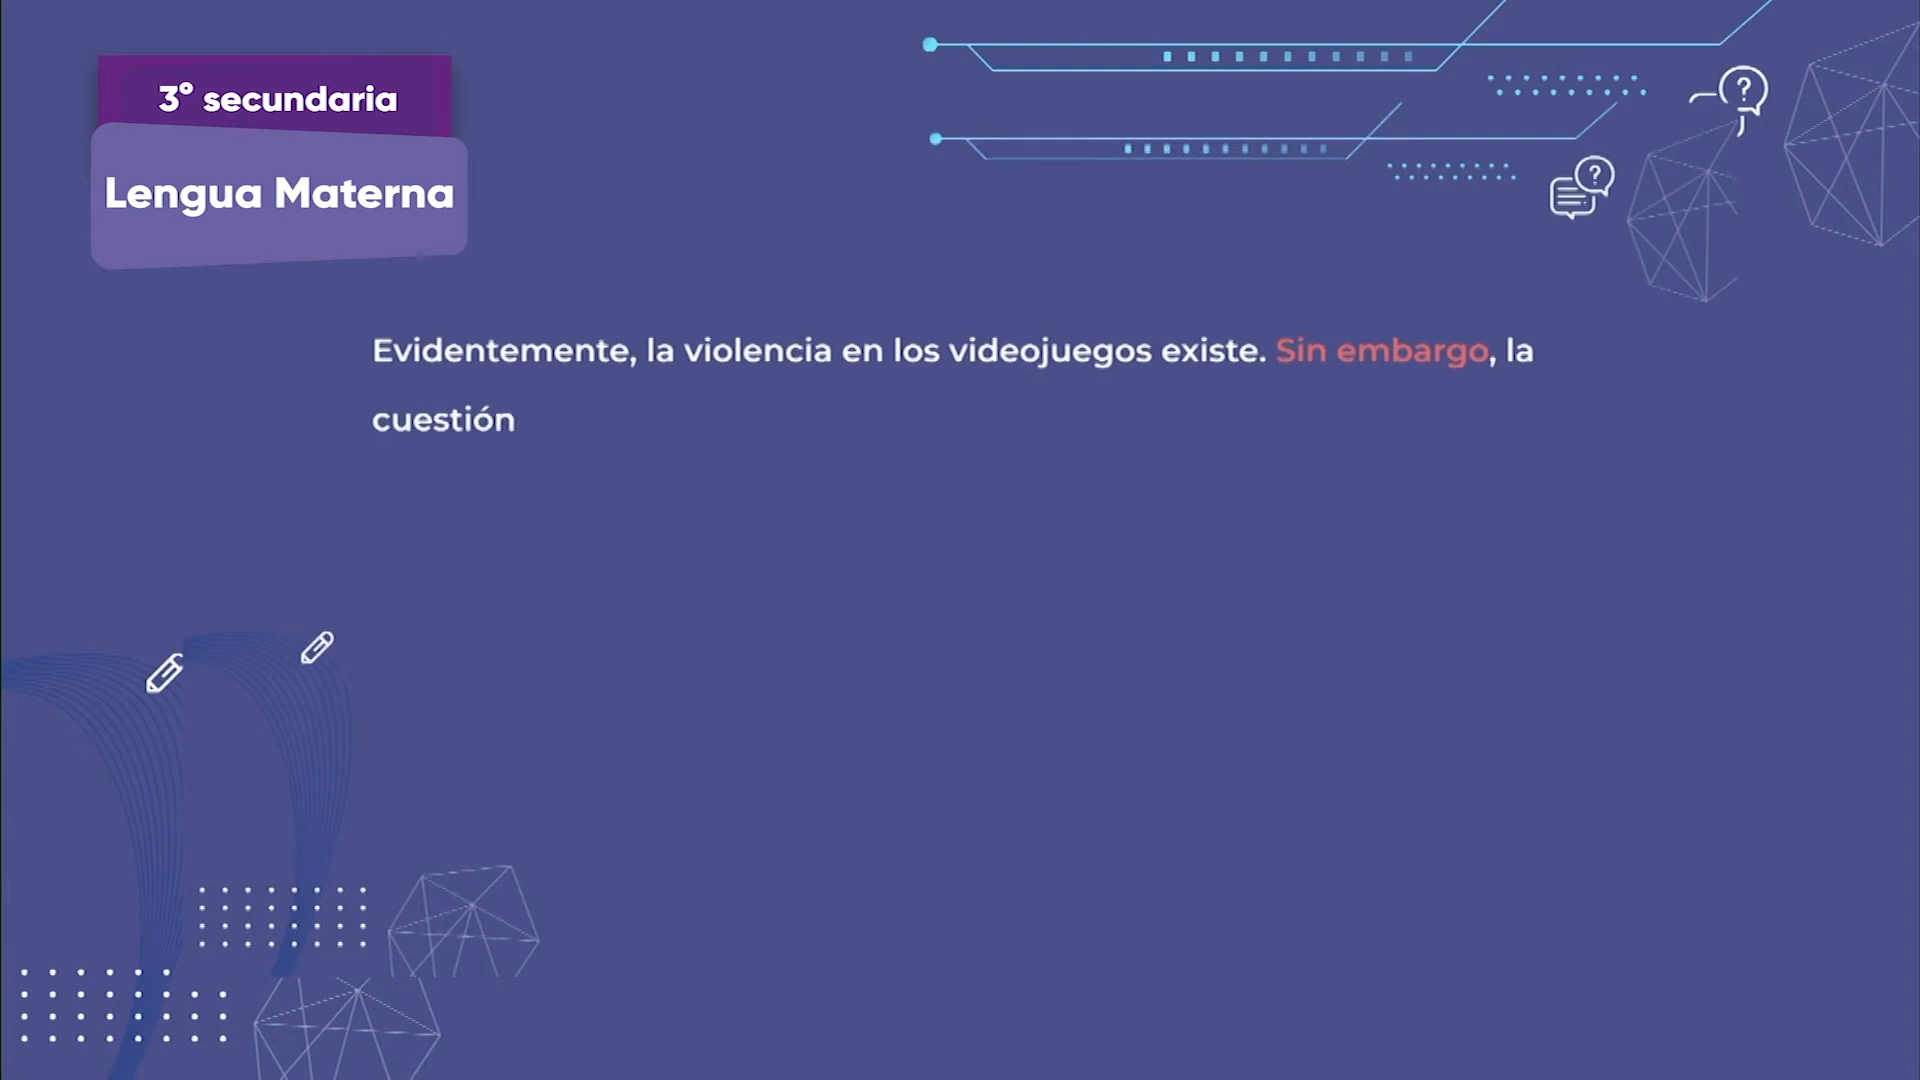 3° secundaria
Lengua Materna
Evidentemente, la violencia en los videojuegos existe. Sin embargo, la
cuestión